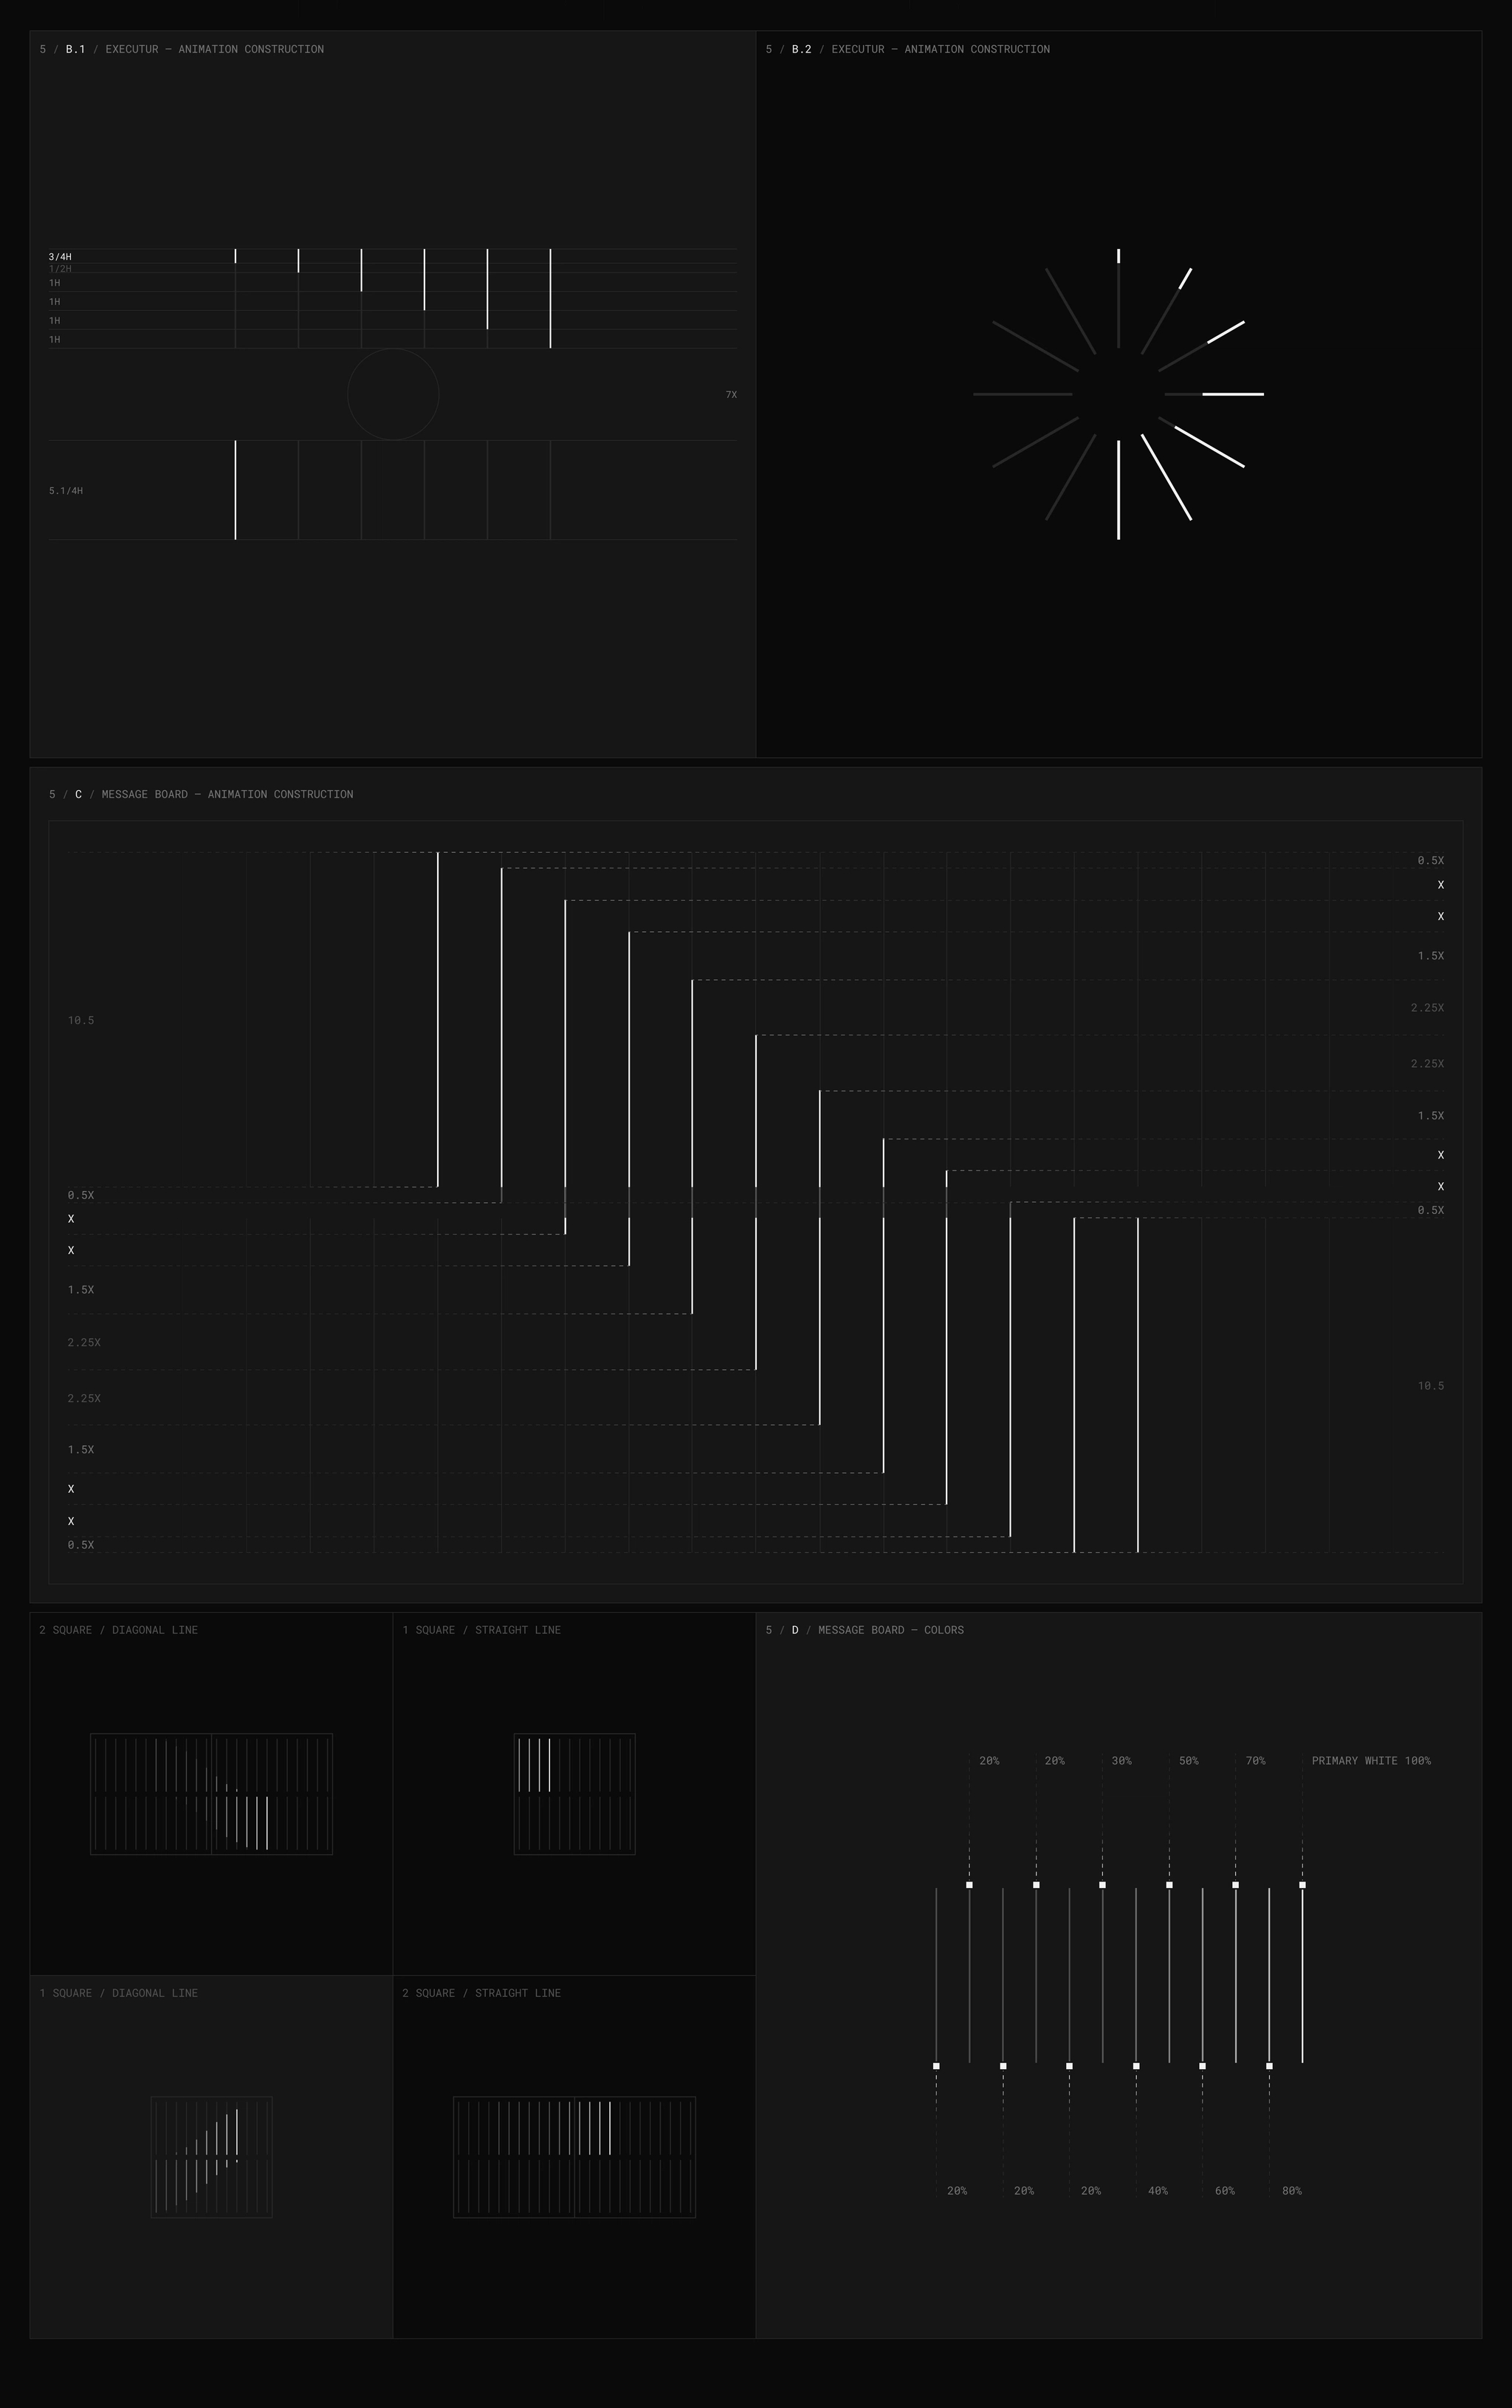 5 / B.1 / EXECUTUR — ANIMATION CONSTRUCTION
3/4H
1/2H
1H
1H
1H
1H
7X
5.1/4H
5 / B.2 / EXECUTUR — ANIMATION CONSTRUCTION
5 / C / MESSAGE BOARD — ANIMATION CONSTRUCTION
10.5
0.5X
X
X
1.5X
2.25X
2.25X
1.5X
X
X
0.5X
0.5X
X
X
1.5X
2.25X
2.25X
1.5X
X
X
0.5X
10.5
2 SQUARE / DIAGONAL LINE
1 SQUARE / STRAIGHT LINE
1 SQUARE / DIAGONAL LINE
2 SQUARE / STRAIGHT LINE
5 / D / MESSAGE BOARD — COLORS
20% 20% 30% 50% 70% PRIMARY WHITE 100%
20% 20% 20% 40% 60% 80%